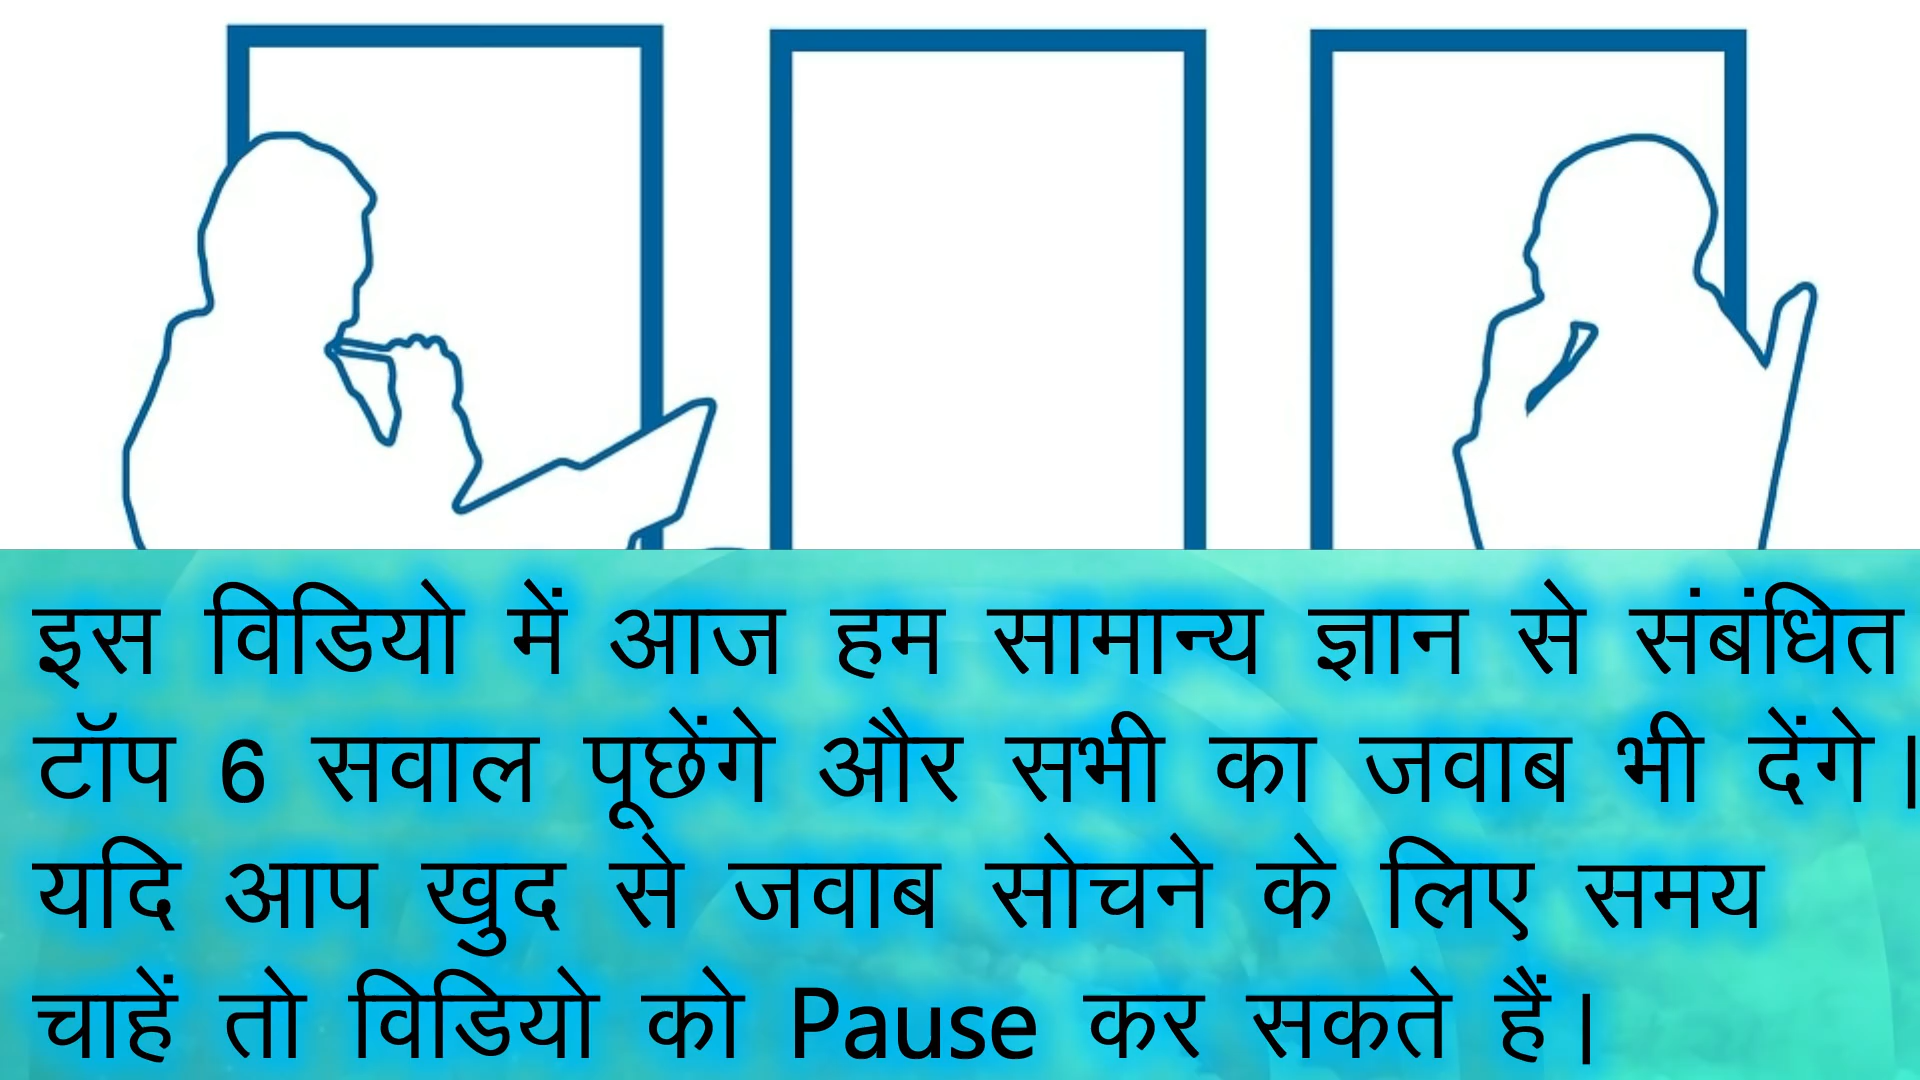 इस विडियो में आज हम सामान्य ज्ञान से संबंधित
टॉप 6 सवाल पूछेंगे और सभी का जवाब भी देंगे।
यदि आप खुद से जवाब सोचने के लिए समय
चाहें तो विडियो को Pause कर सकते हैं।